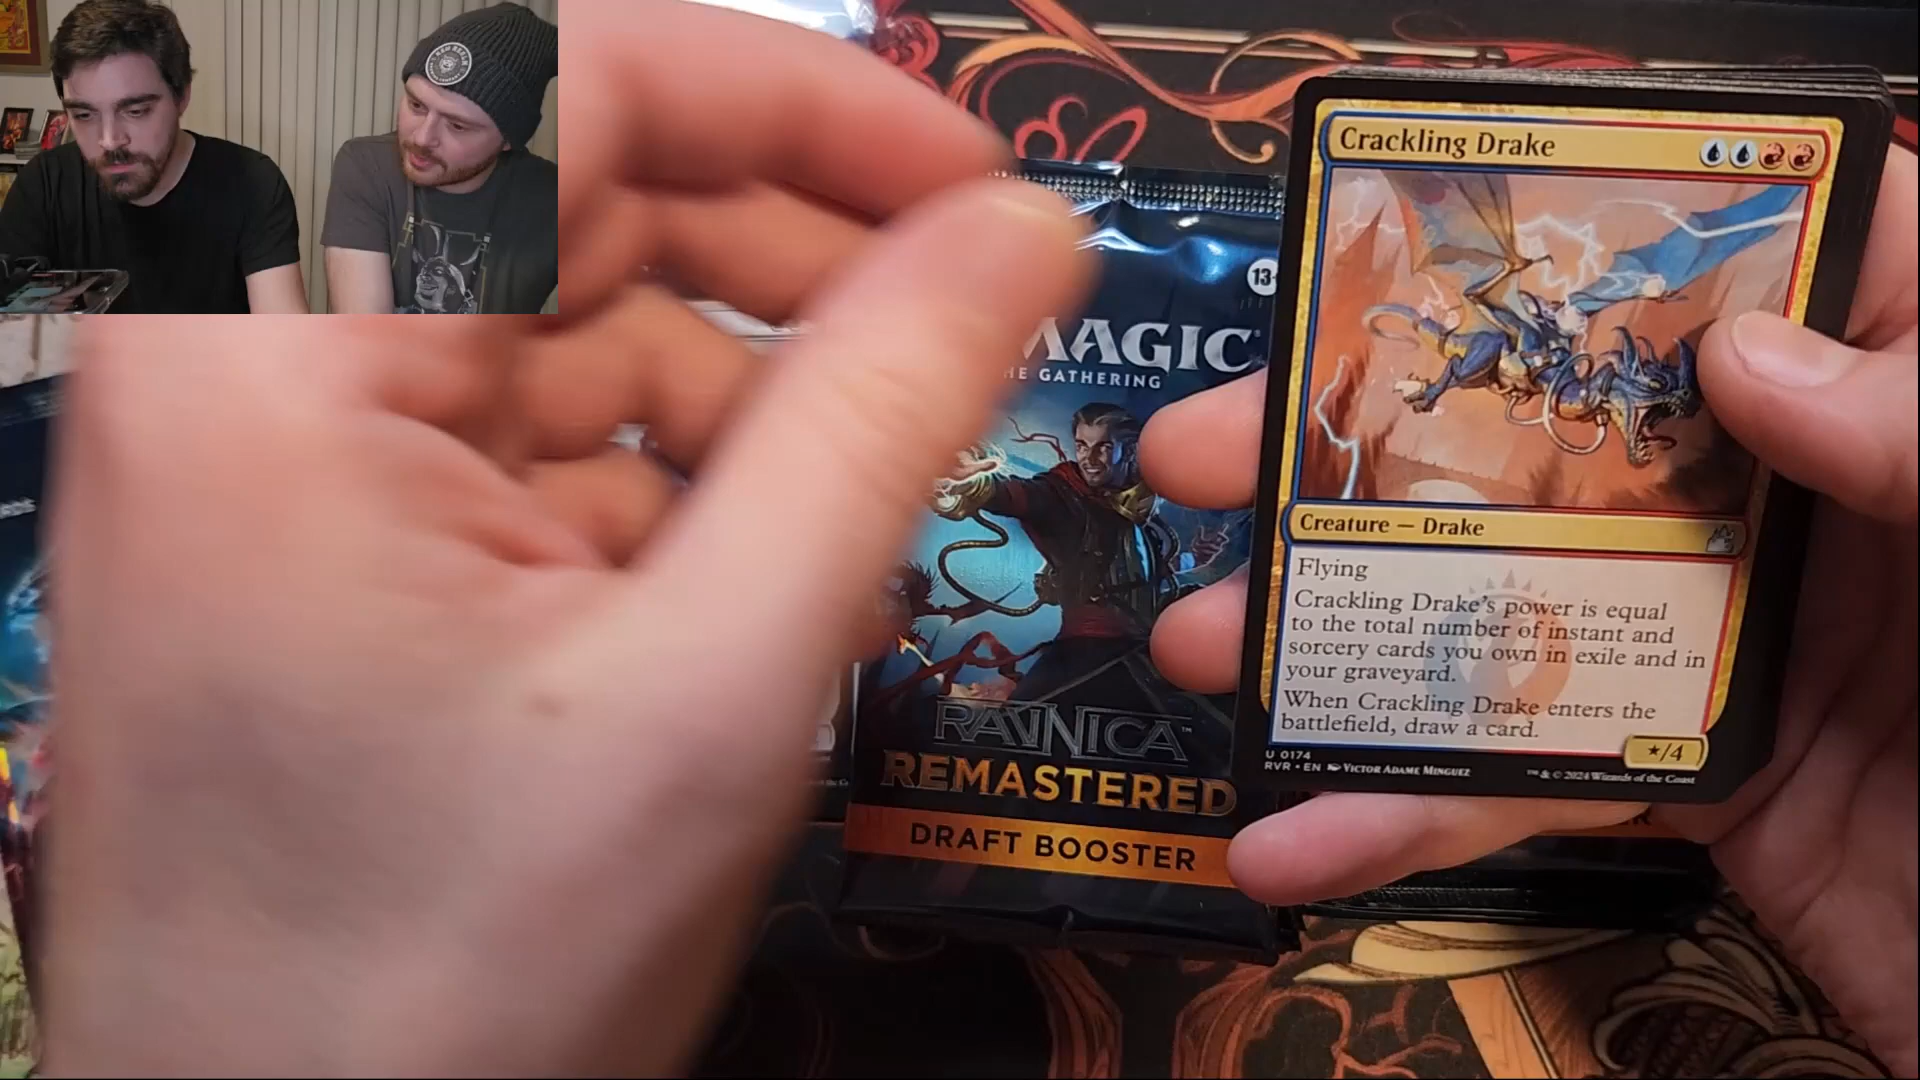 Crackling Drake
Creature — Drake
Flying
Crackling Drake's power is equal
to the total number of instant and
sorcery cards you own in exile and in
your graveyard.
When Crackling Drake enters the
battlefield, draw a card.
*/4
U 0174
RVR • EN VICTOR ADAME MINGUEZ
™ & © 2024 Wizards of the Coast
13+
MAGIC
HE GATHERING
RAVNICA™
REMASTERED
DRAFT BOOSTER